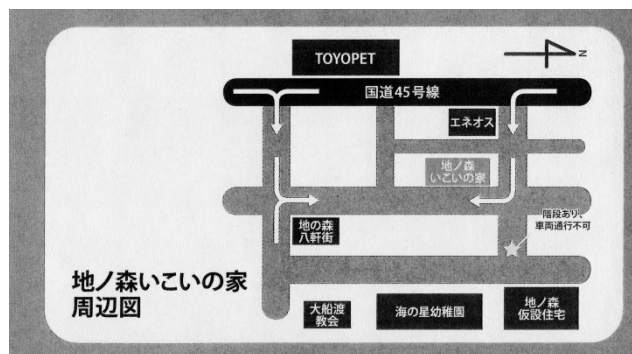 TOYOPET
N
国道45号線
エネオス
地ノ森
いこいの家
階段あり、
車両通行不可
地の森
八軒街
地ノ森いこいの家
周辺図
大船渡
教会
海の星幼稚園
地ノ森
仮設住宅